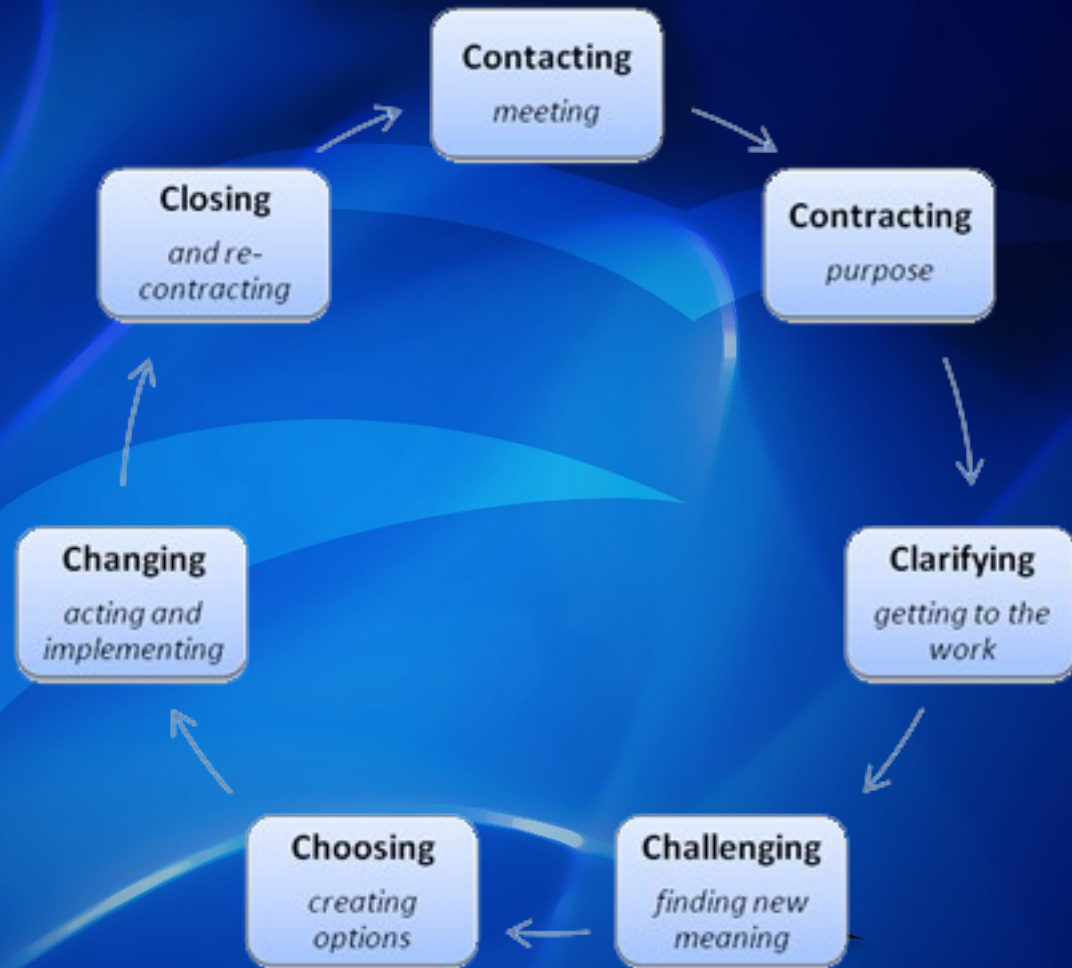 Contacting
meeting
Contracting
purpose
Clarifying
getting to the
work
Challenging
finding new
meaning
Choosing
creating
options
Changing
acting and
implementing
Closing
and re-
contracting